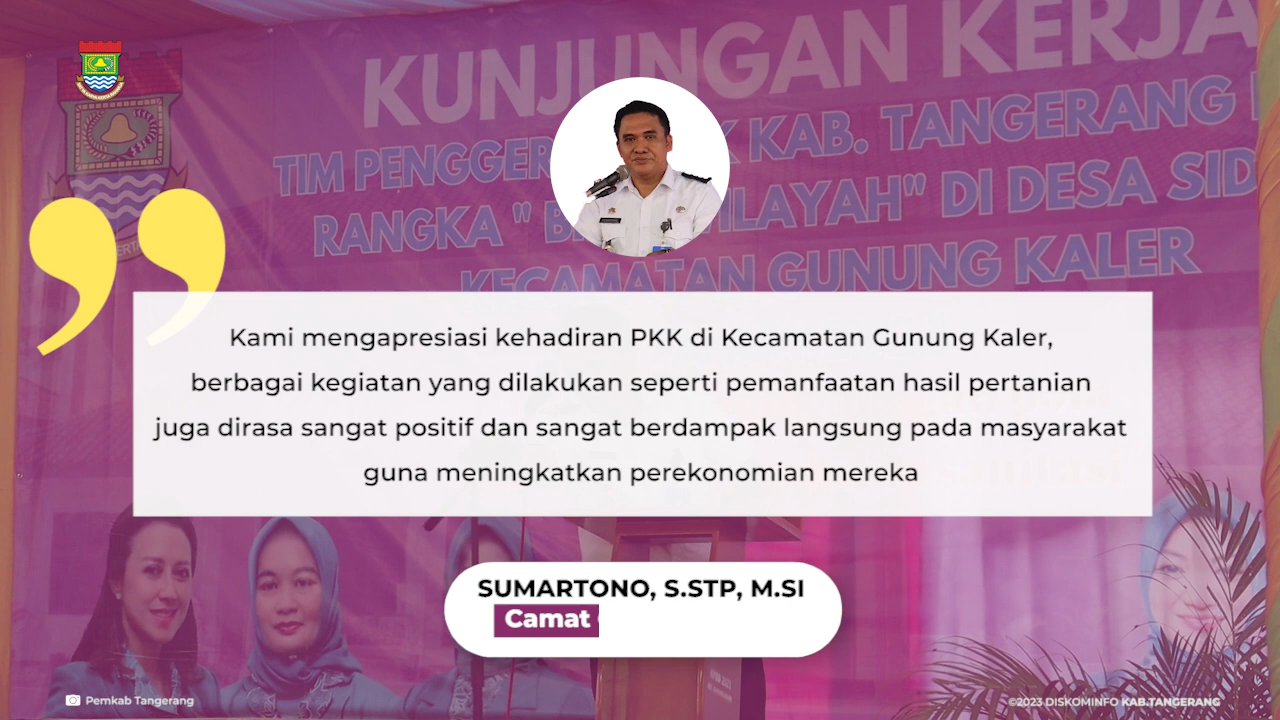 KUNJUNGAN KERJA
TIM PENGGER KAB. TANGERANG
RANGKA " ILAYAH" DI DESA SID
KECAMATAN GUNUNG KALER
Kami mengapresiasi kehadiran PKK di Kecamatan Gunung Kaler,
berbagai kegiatan yang dilakukan seperti pemanfaatan hasil pertanian
juga dirasa sangat positif dan sangat berdampak langsung pada masyarakat
guna meningkatkan perekonomian mereka
SUMARTONO, S.STP, M.SI
Camat
Pemkab Tangerang
©2023 DISKOMINFO KAB.TANGERANG